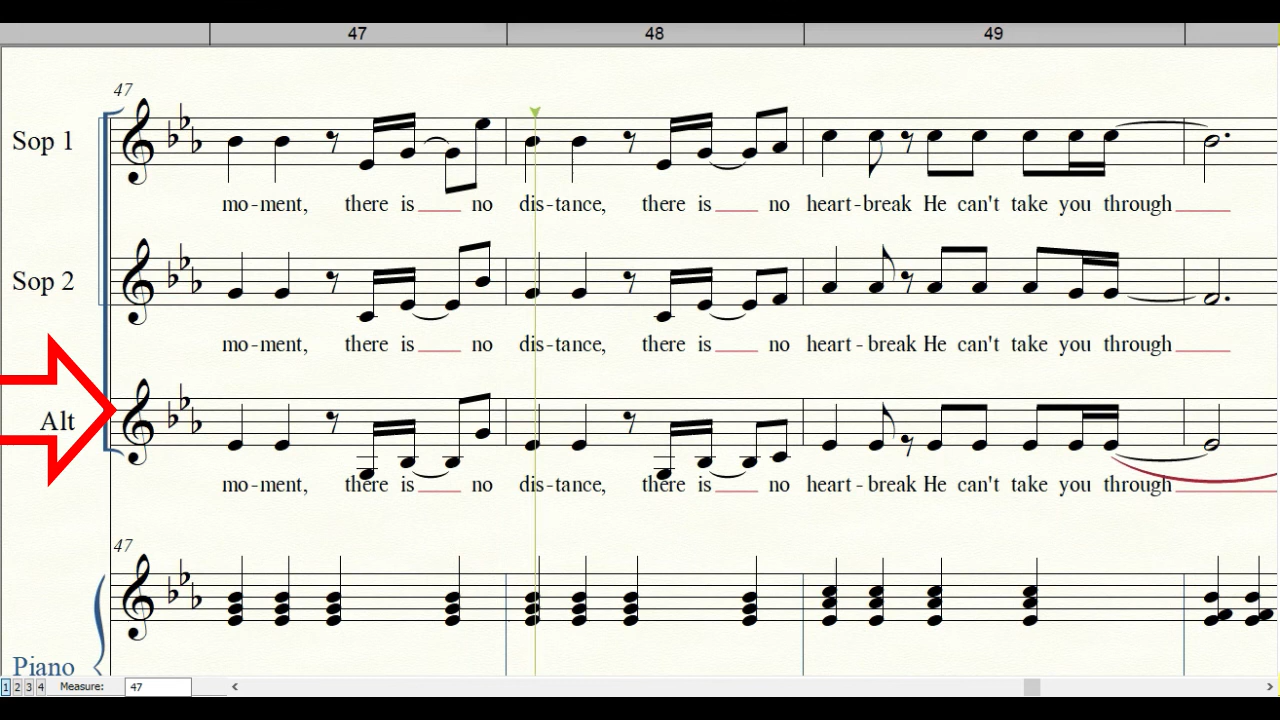 47 48 49
47
Sop 1
mo-ment, there is no dis-tance, there is no heart-break He can't take you through
Sop 2
mo-ment, there is no dis-tance, there is no heart-break He can't take you through
Alt
mo-ment, there is no dis-tance, there is no heart-break He can't take you through
47
Piano
1 2 3 4 Measure: 47